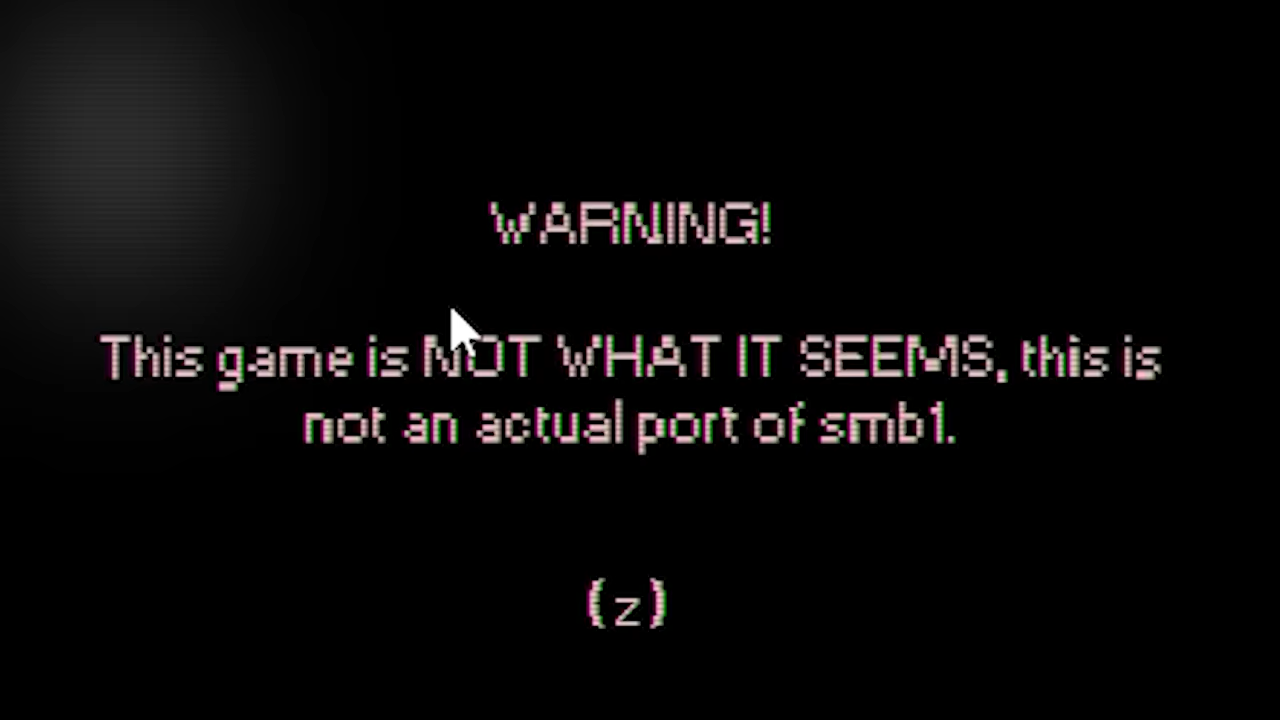 WARNING!
This game is NOT WHAT IT SEEMS, this is
not an actual port of smb1.
(z)